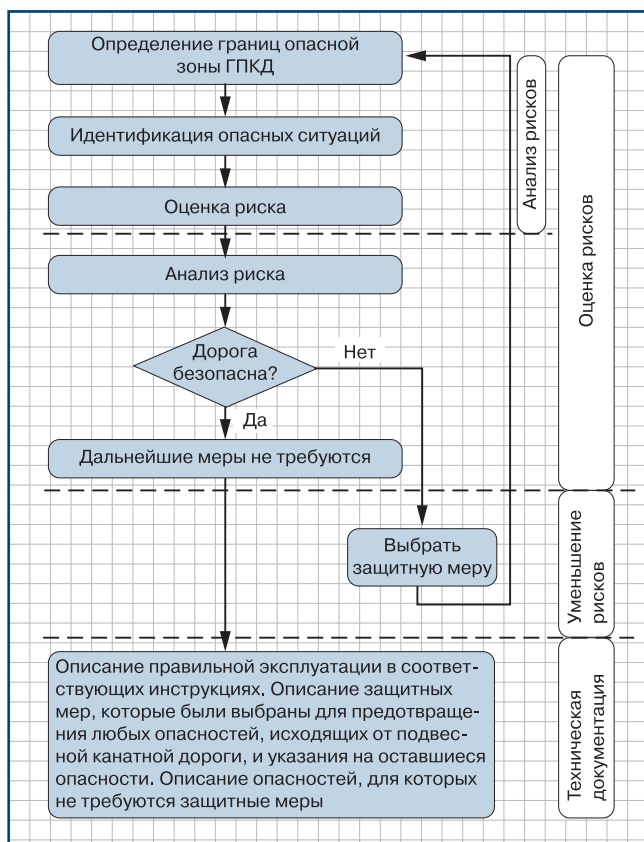 Определение границ опасной
зоны ГПКД
Идентификация опасных ситуаций
Оценка риска
Анализ риска
Дорога
безопасна?
Нет
Да
Дальнейшие меры не требуются
Выбрать
защитную меру
Описание правильной эксплуатации в соответ-
ствующих инструкциях. Описание защитных
мер, которые были выбраны для предотвраще-
ния любых опасностей, исходящих от подвес-
ной канатной дороги, и указания на оставшиеся
опасности. Описание опасностей, для которых
не требуются защитные меры
Анализ рисков
Оценка рисков
Уменьшение
рисков
Техническая
документация